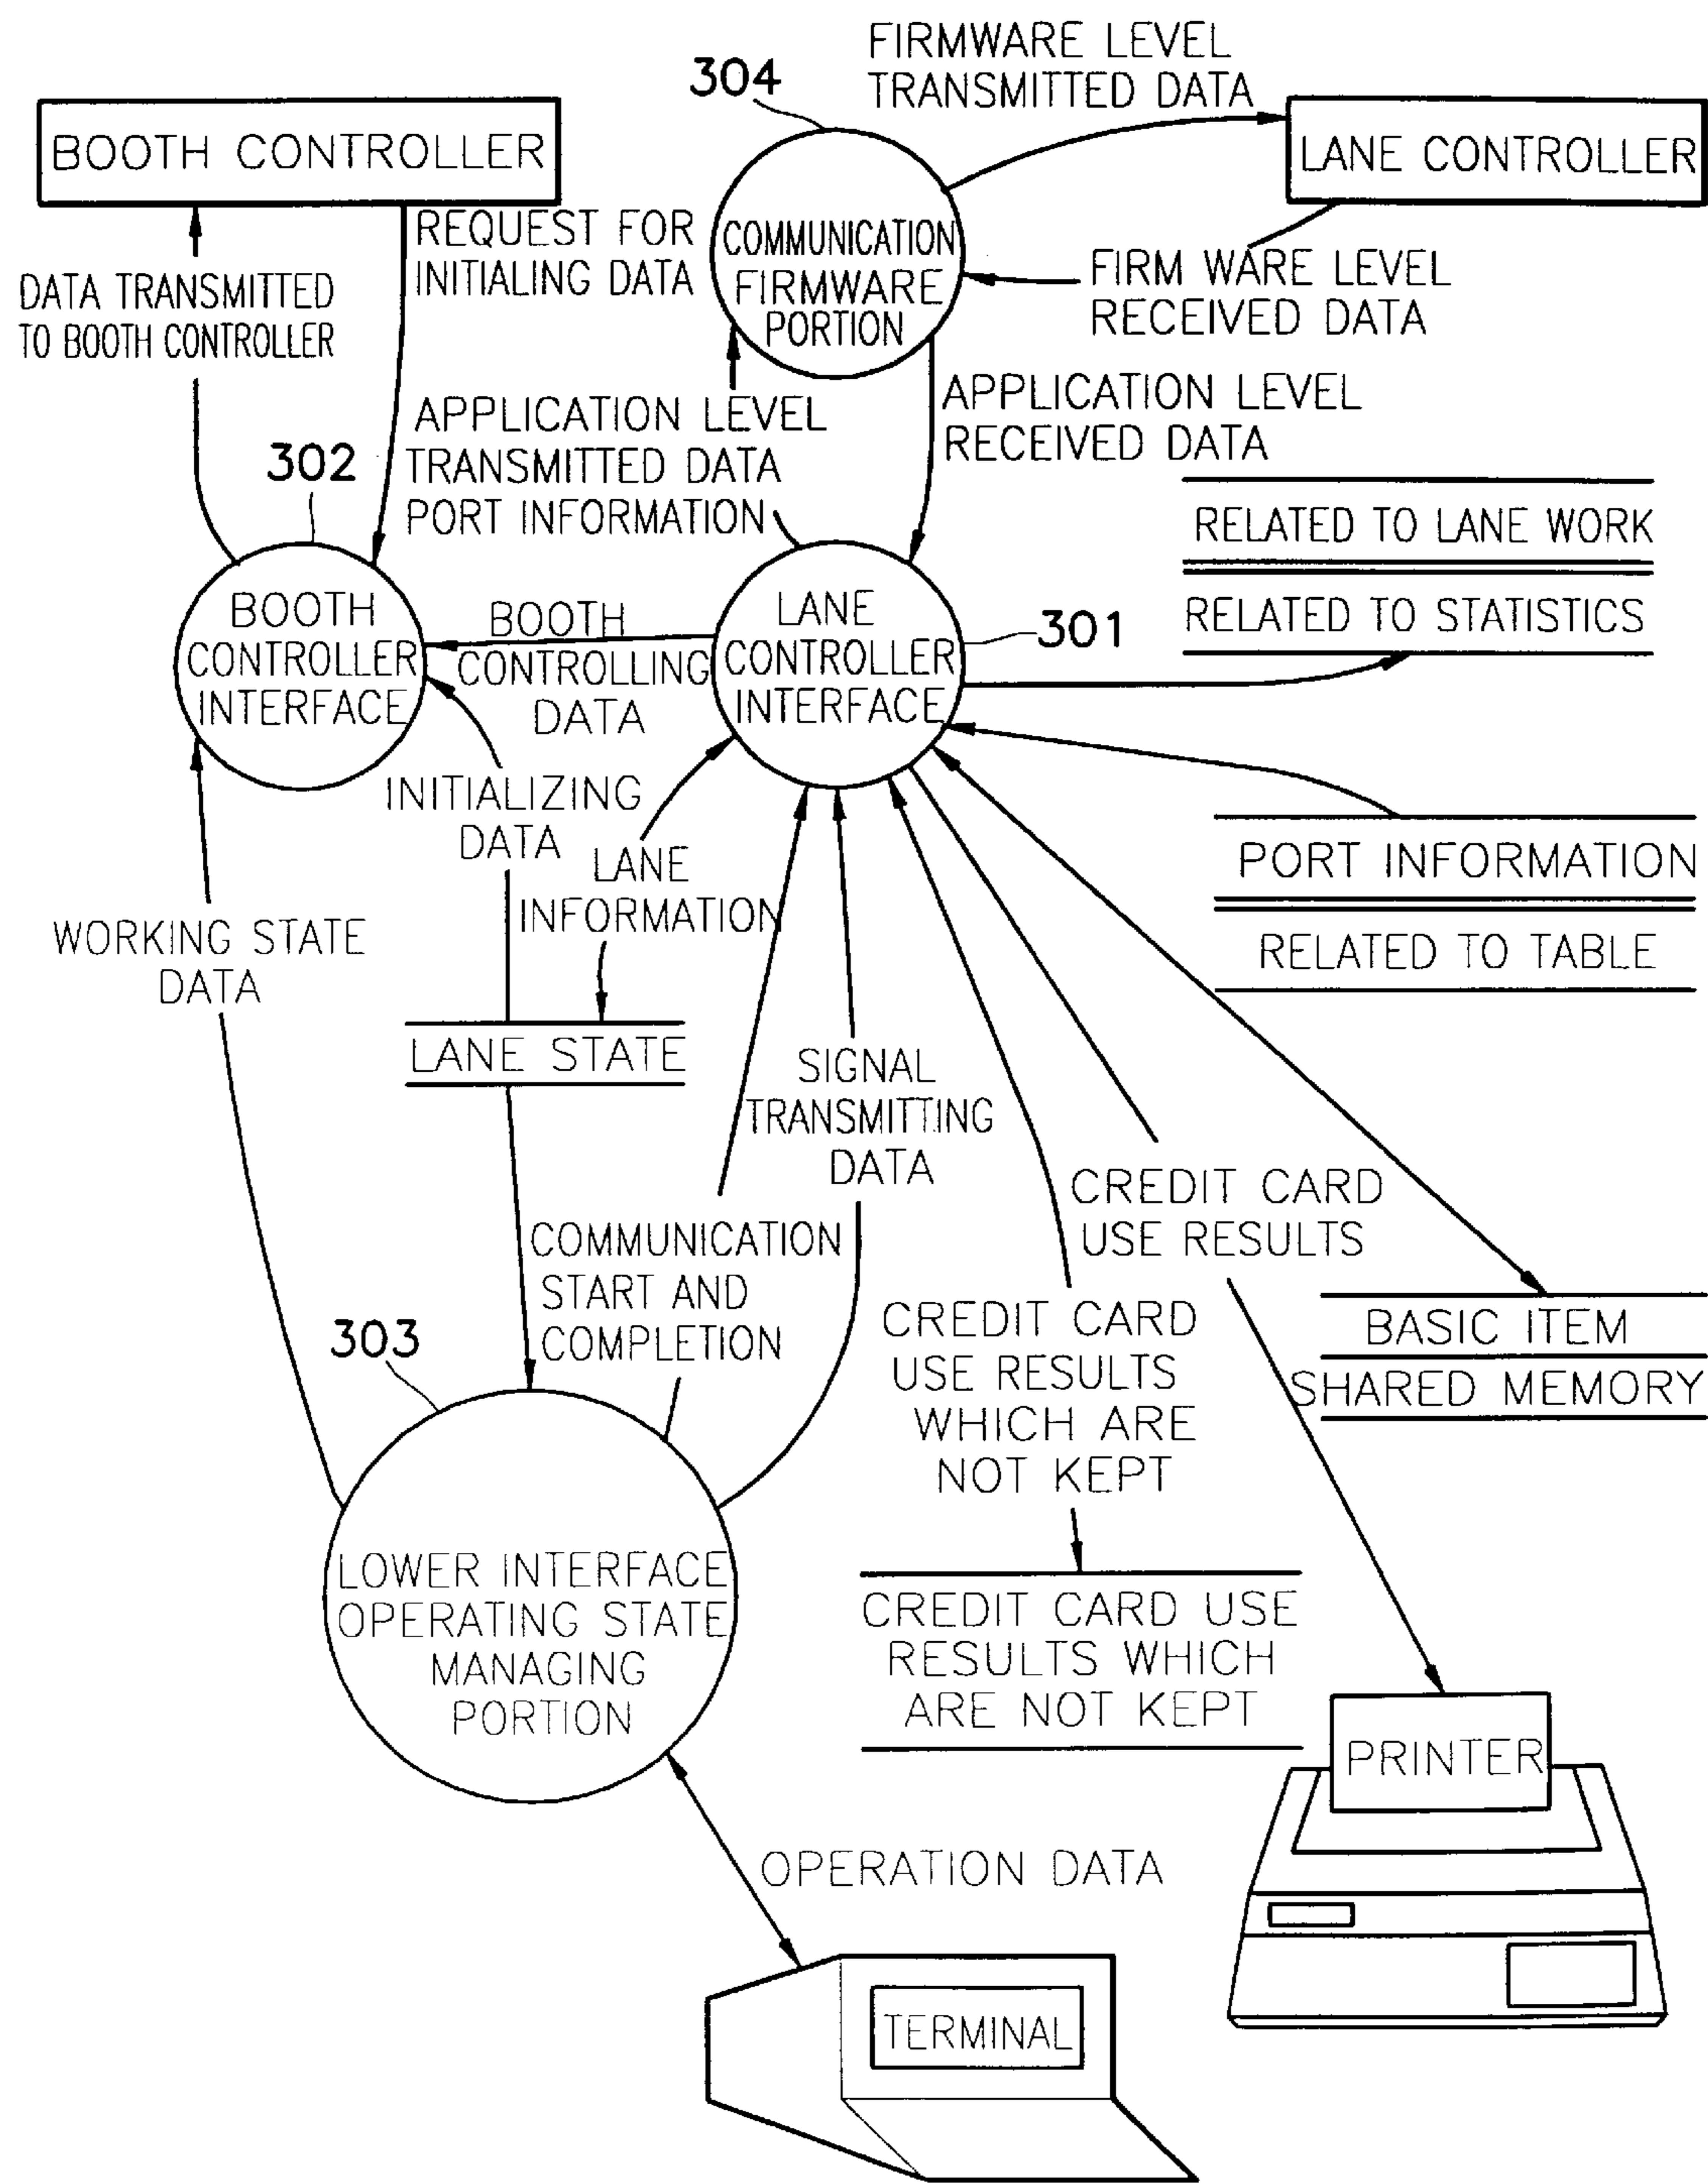 FIRMWARE LEVEL
TRANSMITTED DATA
304
BOOTH CONTROLLER
LANE CONTROLLER
REQUEST FOR
INITIALING DATA
COMMUNICATION
FIRMWARE
PORTION
FIRM WARE LEVEL
RECEIVED DATA
DATA TRANSMITTED
TO BOOTH CONTROLLER
APPLICATION LEVEL
TRANSMITTED DATA
PORT INFORMATION
APPLICATION LEVEL
RECEIVED DATA
302
RELATED TO LANE WORK
RELATED TO STATISTICS
BOOTH
CONTROLLER
INTERFACE
BOOTH
CONTROLLING
DATA
LANE
CONTROLLER
INTERFACE
301
INITIALIZING
DATA
LANE
INFORMATION
PORT INFORMATION
RELATED TO TABLE
WORKING STATE
DATA
LANE STATE
SIGNAL
TRANSMITTING
DATA
CREDIT CARD
USE RESULTS
COMMUNICATION
START AND
COMPLETION
303
CREDIT CARD
USE RESULTS
WHICH ARE
NOT KEPT
BASIC ITEM
SHARED MEMORY
LOWER INTERFACE
OPERATING STATE
MANAGING
PORTION
CREDIT CARD USE
RESULTS WHICH
ARE NOT KEPT
PRINTER
OPERATION DATA
TERMINAL